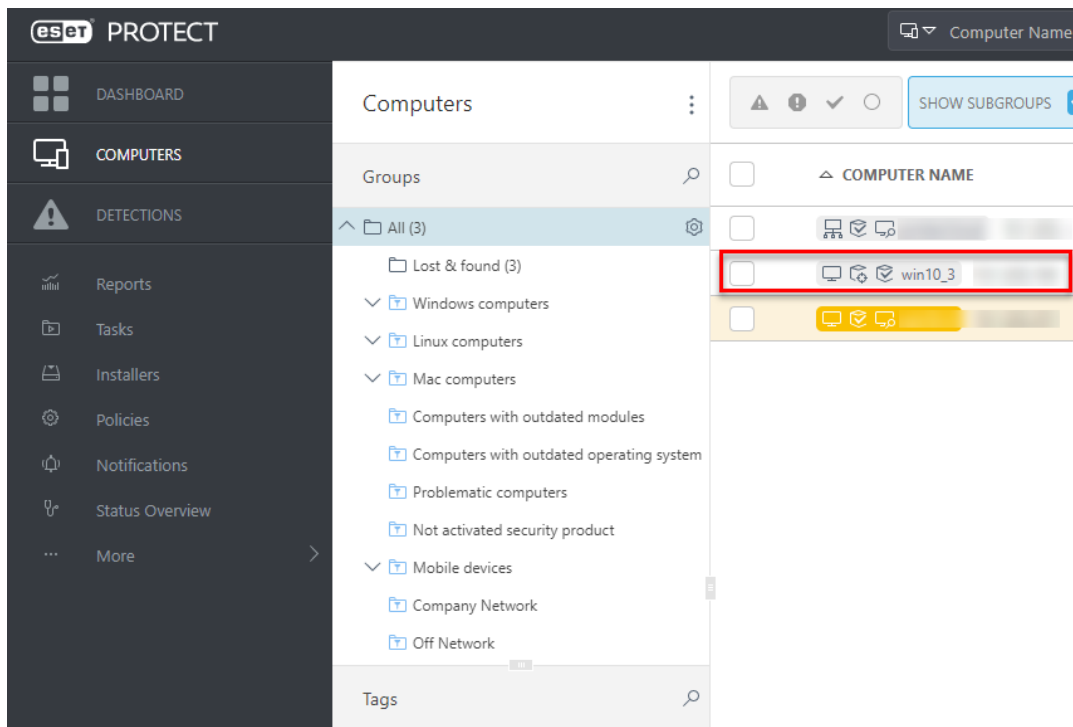 eset PROTECT
Computer Name
DASHBOARD
COMPUTERS
DETECTIONS
Reports
Tasks
Installers
Policies
Notifications
Status Overview
More
Computers
Groups
All (3)
Lost & found (3)
Windows computers
Linux computers
Mac computers
Computers with outdated modules
Computers with outdated operating system
Problematic computers
Not activated security product
Mobile devices
Company Network
Off Network
Tags
SHOW SUBGROUPS
COMPUTER NAME
win10_3